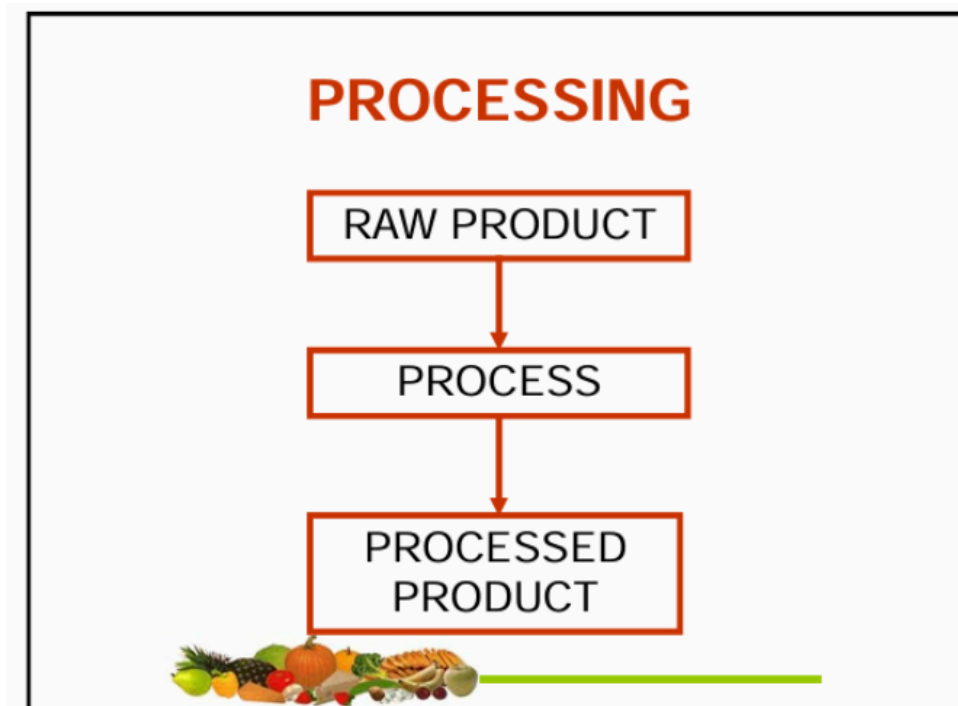 PROCESSING
RAW PRODUCT
PROCESS
PROCESSED
PRODUCT